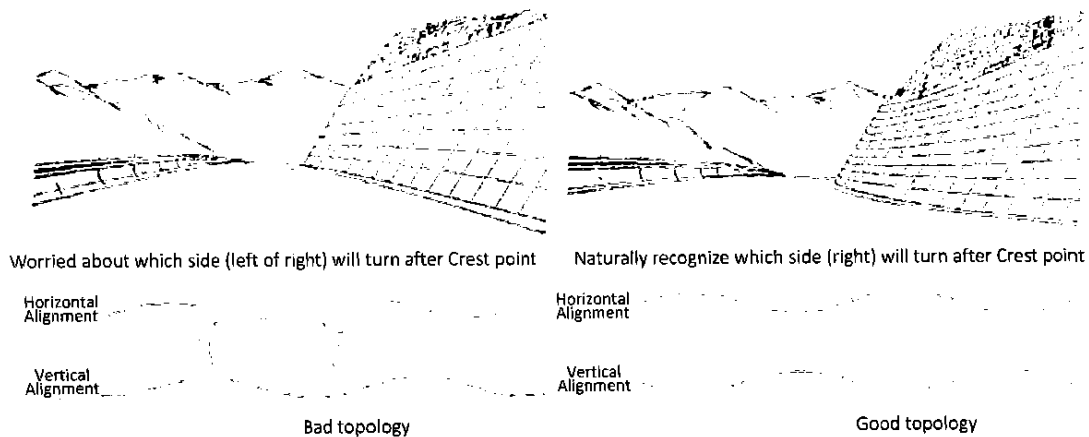 Worried about which side (left of right) will turn after Crest point
Naturally recognize which side (right) will turn after Crest point
Horizontal
Alignment
Horizontal
Alignment
Vertical
Alignment
Vertical
Alignment
Bad topology
Good topology